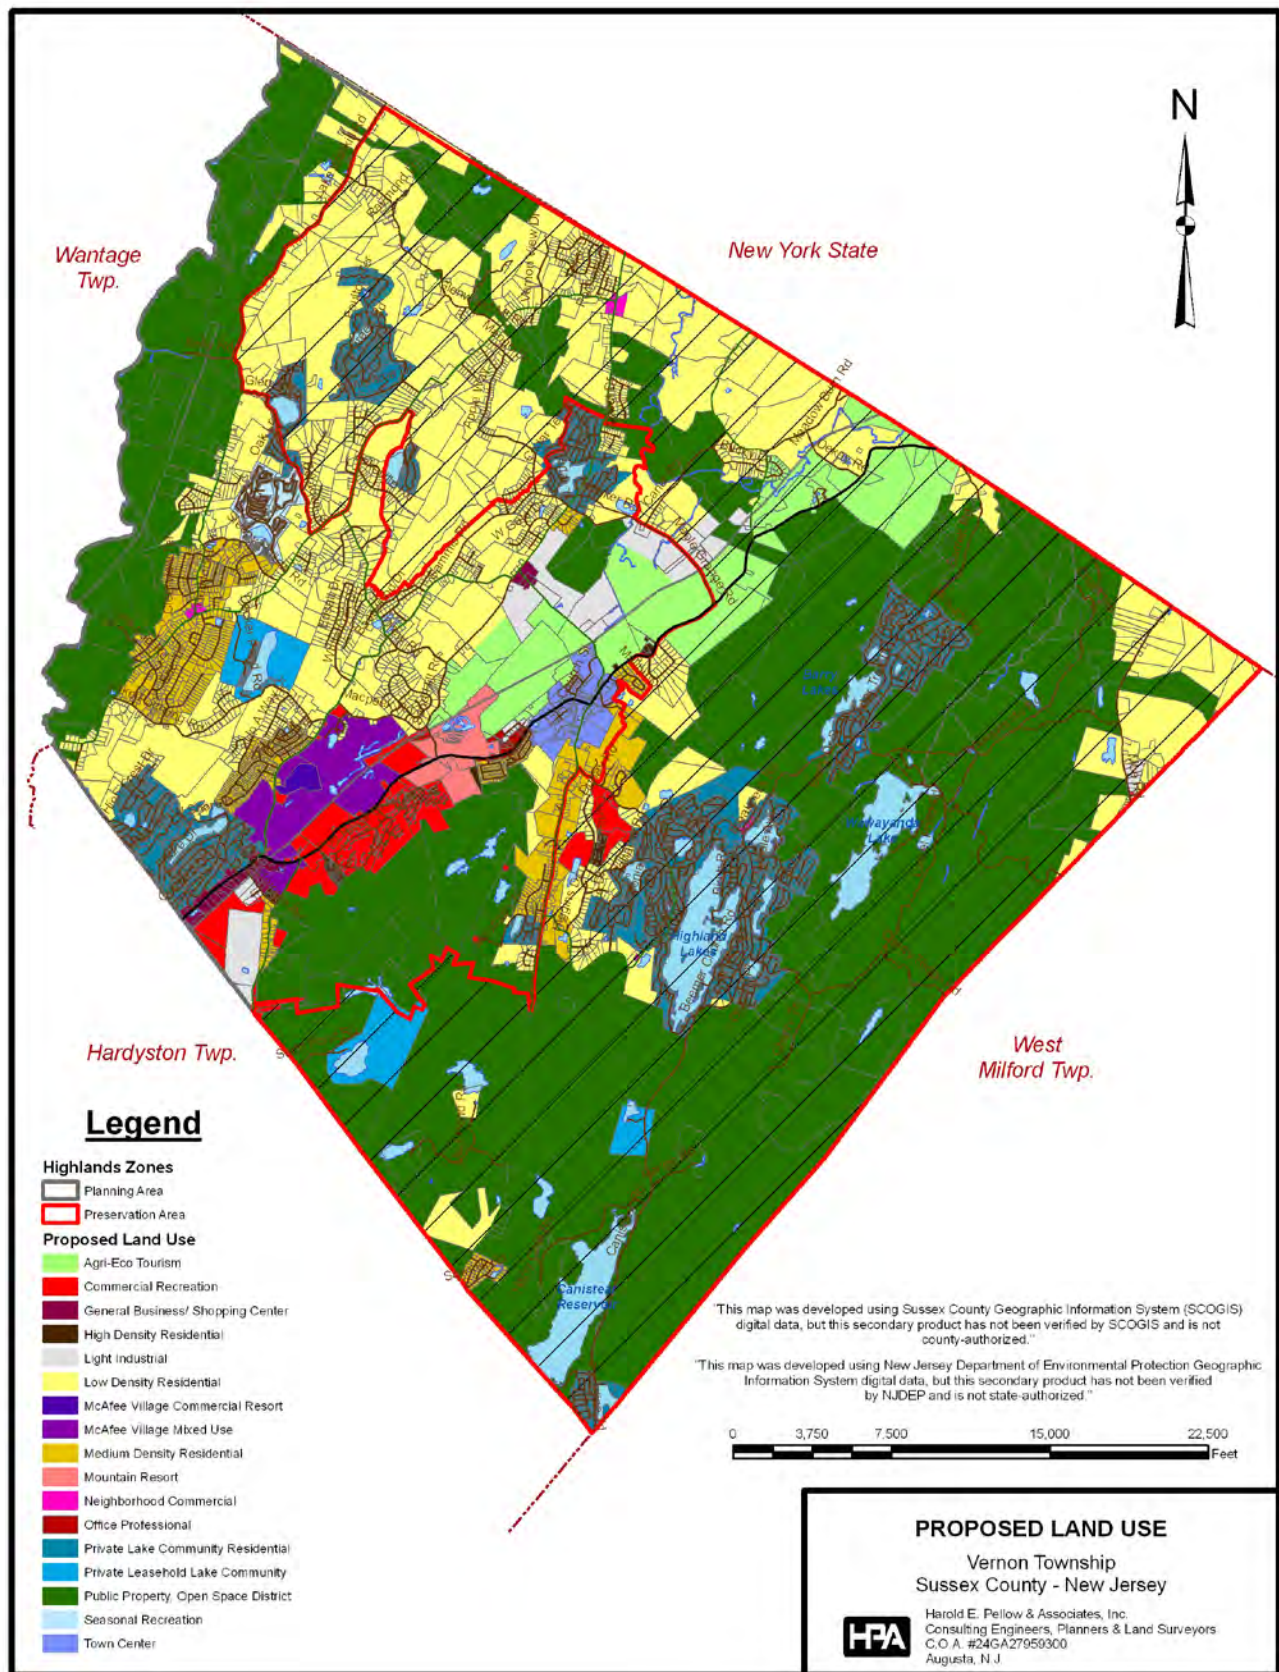 N
Wantage
Twp.
New York State
Hardyston Twp.
West
Milford Twp.
Barry
Lakes
Wawayanda
Lake
Highland
Lakes
Canistear
Reservoir
Meadow Burn Rd
Maple Grange Rd
Legend
Highlands Zones
Planning Area
Preservation Area
Proposed Land Use
Agri-Eco Tourism
Commercial Recreation
General Business/ Shopping Center
High Density Residential
Light Industrial
Low Density Residential
McAfee Village Commercial Resort
McAfee Village Mixed Use
Medium Density Residential
Mountain Resort
Neighborhood Commercial
Office Professional
Private Lake Community Residential
Private Leasehold Lake Community
Public Property, Open Space District
Seasonal Recreation
Town Center
"This map was developed using Sussex County Geographic Information System (SCOGIS)
digital data, but this secondary product has not been verified by SCOGIS and is not
county-authorized."
"This map was developed using New Jersey Department of Environmental Protection Geographic
Information System digital data, but this secondary product has not been verified
by NJDEP and is not state-authorized."
0 3,750 7,500 15,000 22,500
Feet
PROPOSED LAND USE
Vernon Township
Sussex County - New Jersey
HPA
Harold E. Pellow & Associates, Inc.
Consulting Engineers, Planners & Land Surveyors
C.O.A. #24GA27959300
Augusta, N.J.